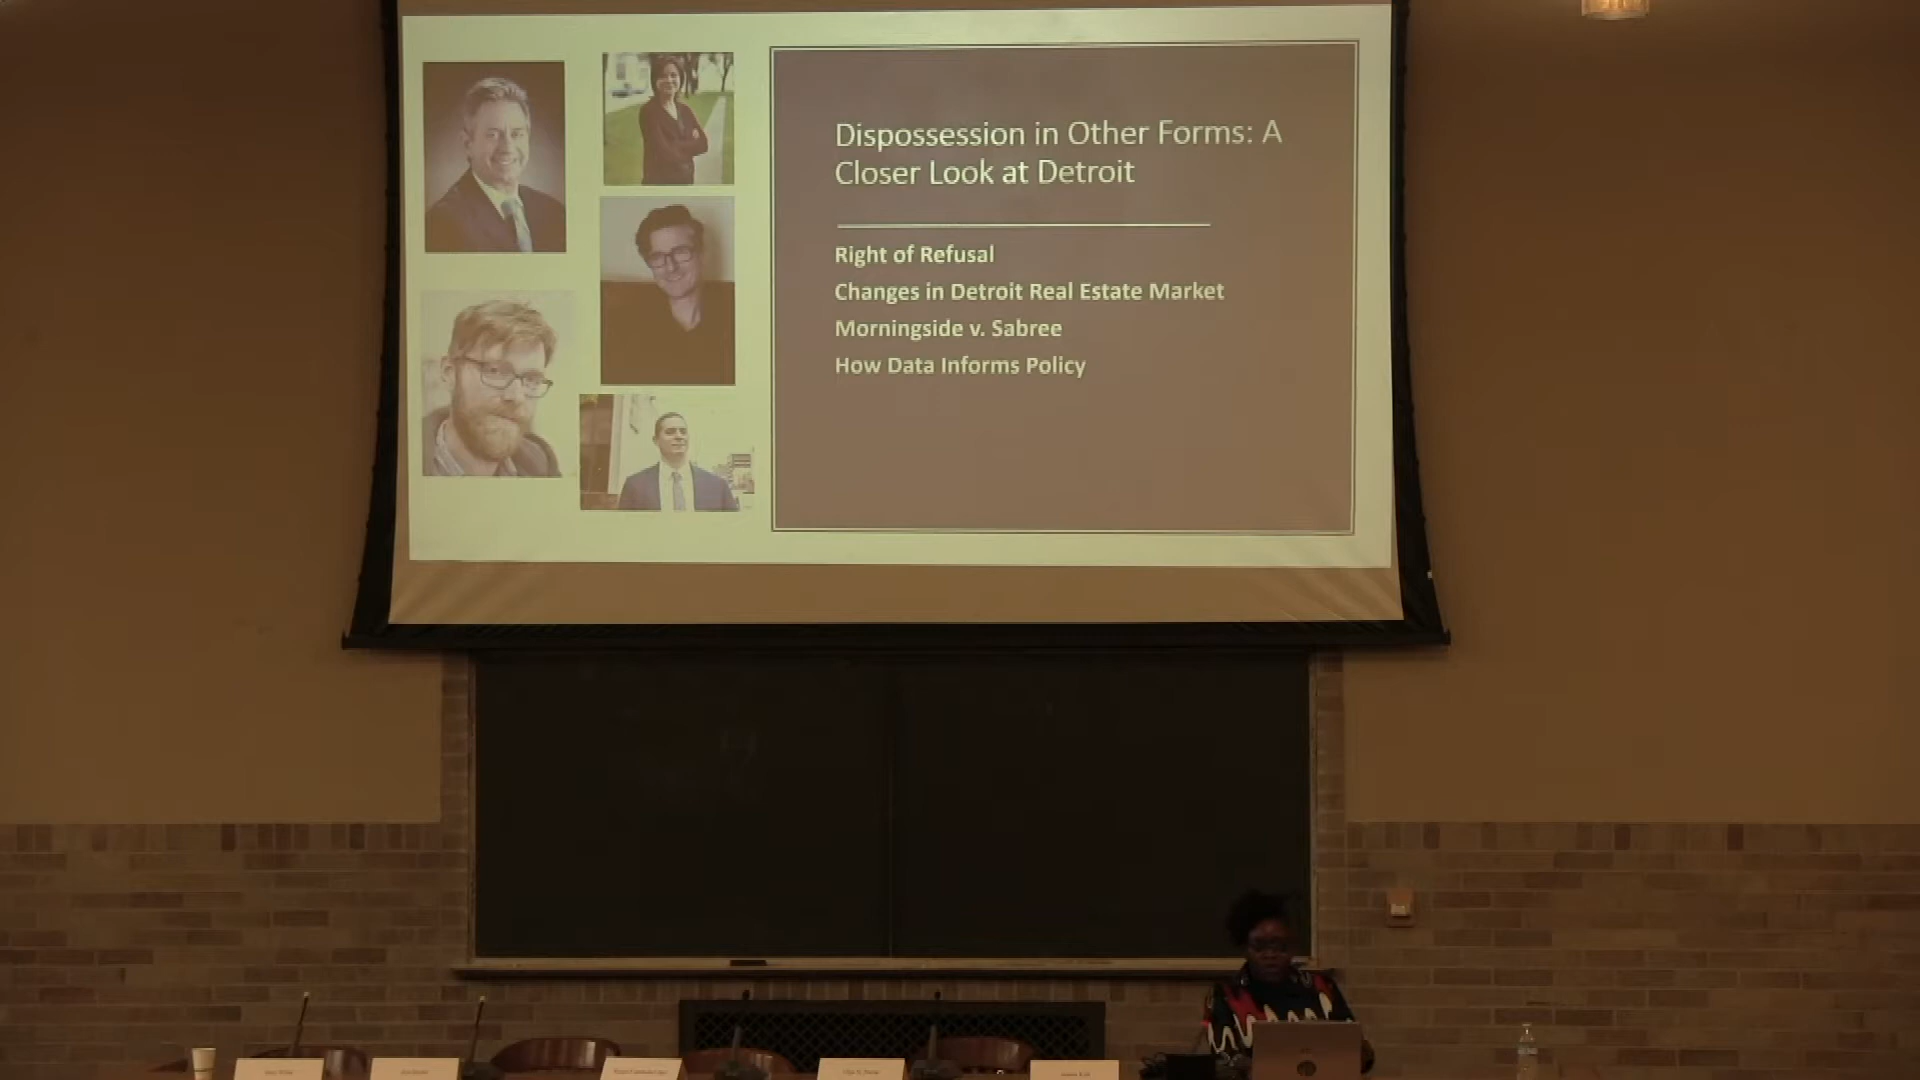 Dispossession in Other Forms: A
Closer Look at Detroit
Right of Refusal
Changes in Detroit Real Estate Market
Morningside v. Sabree
How Data Informs Policy